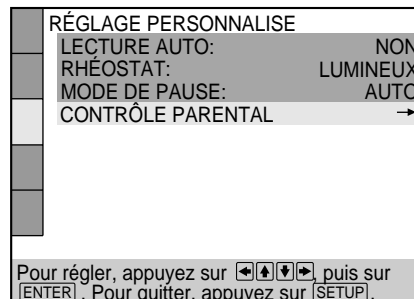 RÉGLAGE PERSONNALISE
LECTURE AUTO: NON
RHÉOSTAT: LUMINEUX
MODE DE PAUSE: AUTO
CONTRÔLE PARENTAL →
Pour régler, appuyez sur ←↑↓→, puis sur
ENTER . Pour quitter, appuyez sur SETUP .